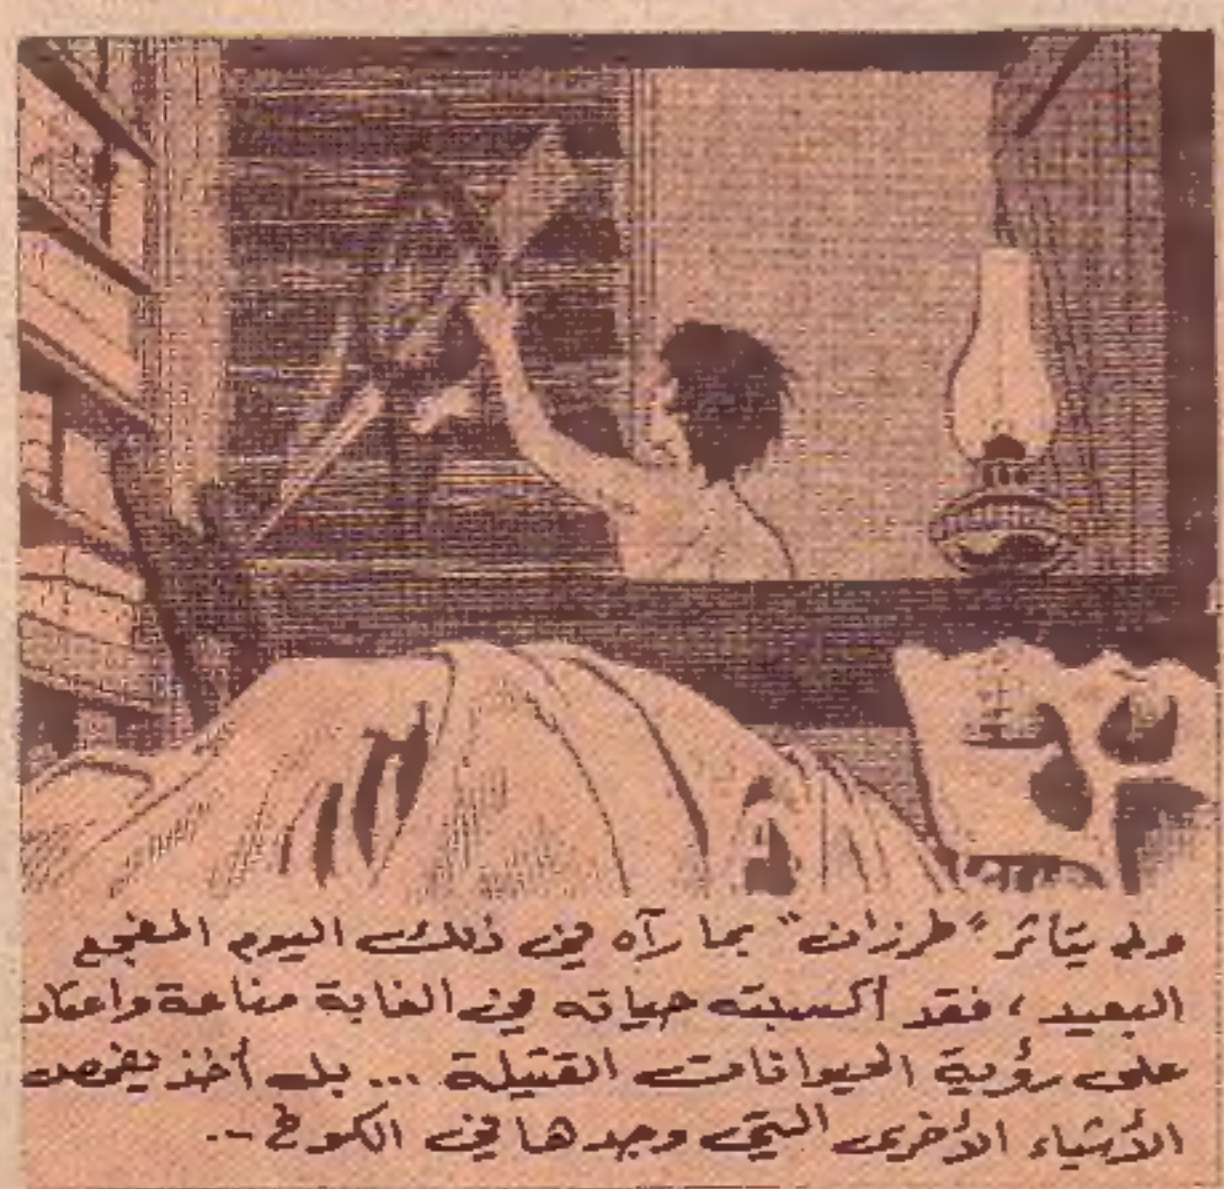 ولم يتأثر "طرزان" بما رآه في ذلك اليوم المفجع
البعيد ، فقد أكسبته حياته في الغابة مناعة واعتاد
على رؤية الحيوانات القتيلة ... بل أخذ يفحص
الأشياء الأخرى التي وجدها في الكوخ ..